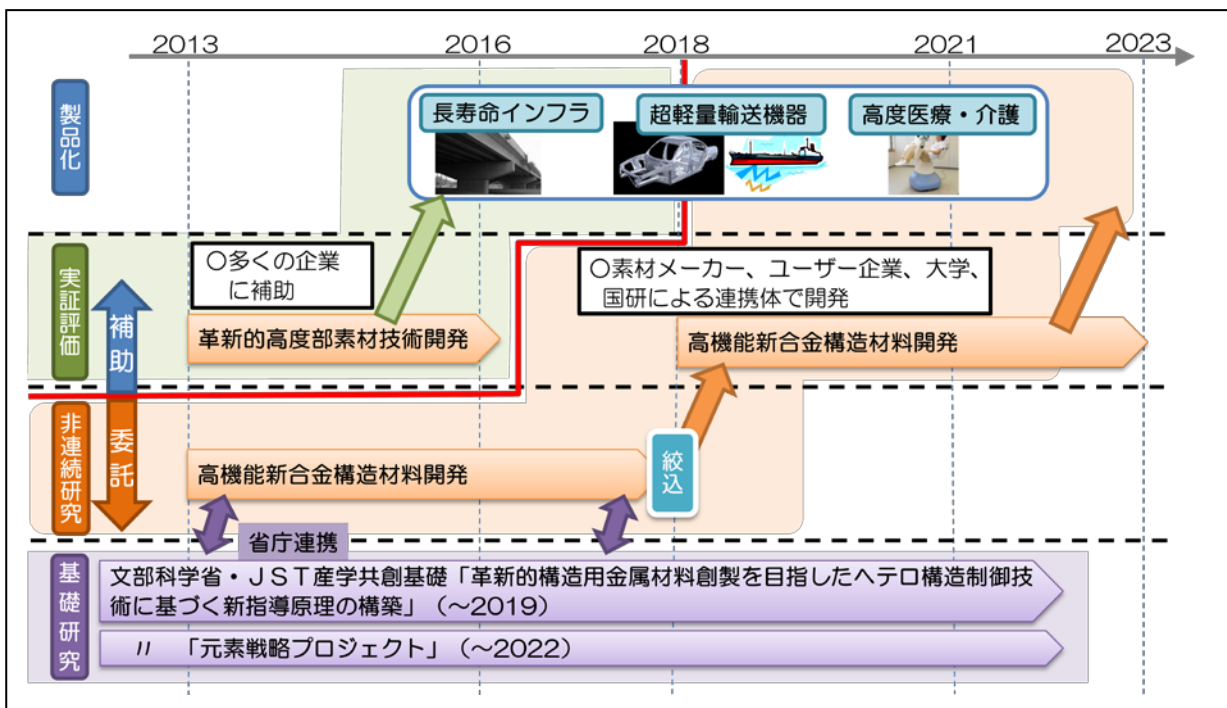 2013
2016
2018
2021
2023
製品化
長寿命インフラ
超軽量輸送機器
高度医療・介護
実証評価
補助
○多くの企業
に補助
○素材メーカー、ユーザー企業、大学、
国研による連携体で開発
革新的高度部素材技術開発
高機能新合金構造材料開発
非連続研究
委託
高機能新合金構造材料開発
絞込
省庁連携
基礎研究
文部科学省・JST産学共創基礎「革新的構造用金属材料創製を目指したヘテロ構造制御技
術に基づく新指導原理の構築」(~2019)
〃 「元素戦略プロジェクト」(~2022)